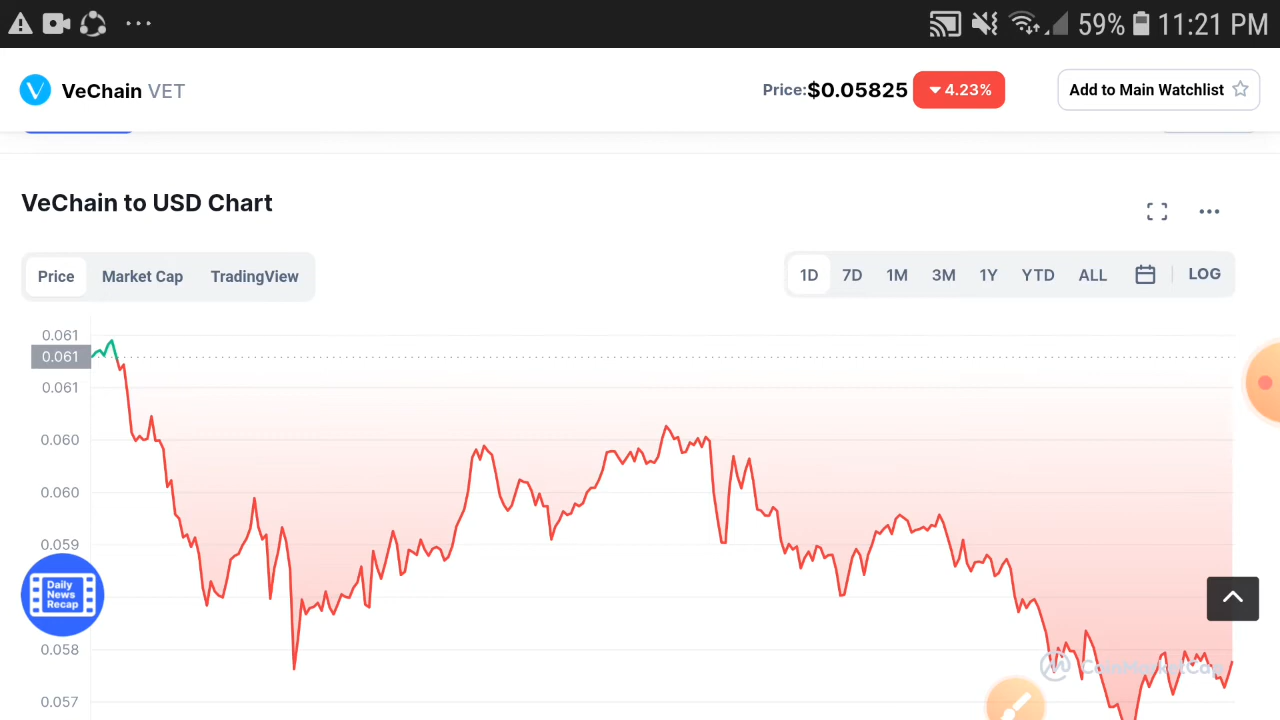 59% 11:21 PM
VeChain VET
Price:$0.05825 4.23%
Add to Main Watchlist
VeChain to USD Chart
Price Market Cap TradingView
1D 7D 1M 3M 1Y YTD ALL LOG
0.061
0.061
0.061
0.060
0.060
0.059
Daily
News
Recap
0.058
CoinMarketCap
0.057